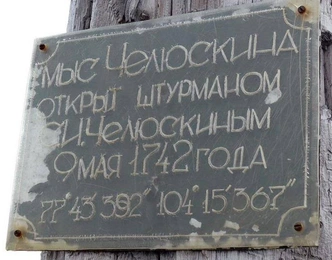 МЫС ЧЕЛЮСКИНА
ОТКРЫТ ШТУРМАНОМ
С.И.ЧЕЛЮСКИНЫМ
9 МАЯ 1742 ГОДА
77°43'392" 104°15'367"